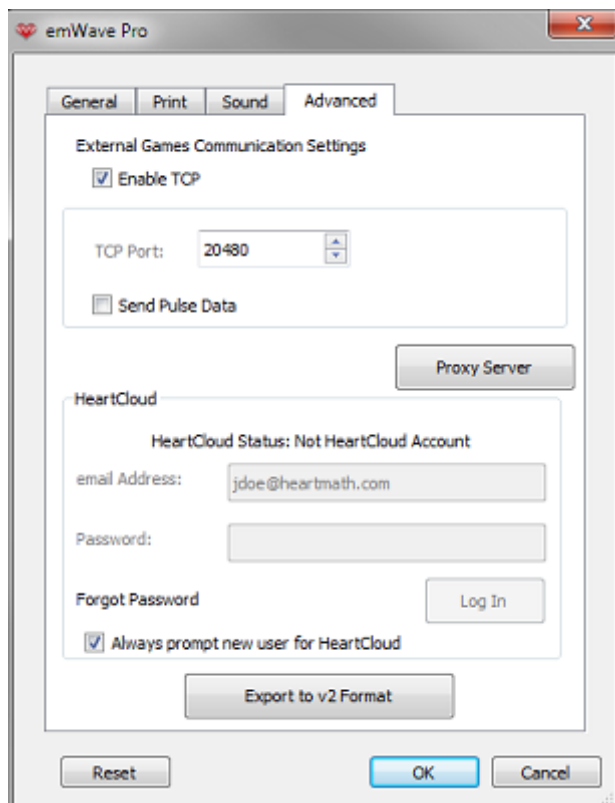 emWave Pro
General Print Sound Advanced
External Games Communication Settings
Enable TCP
TCP Port: 20480
Send Pulse Data
Proxy Server
HeartCloud
HeartCloud Status: Not HeartCloud Account
email Address: jdoe@heartmath.com
Password:
Forgot Password Log In
Always prompt new user for HeartCloud
Export to v2 Format
Reset OK Cancel